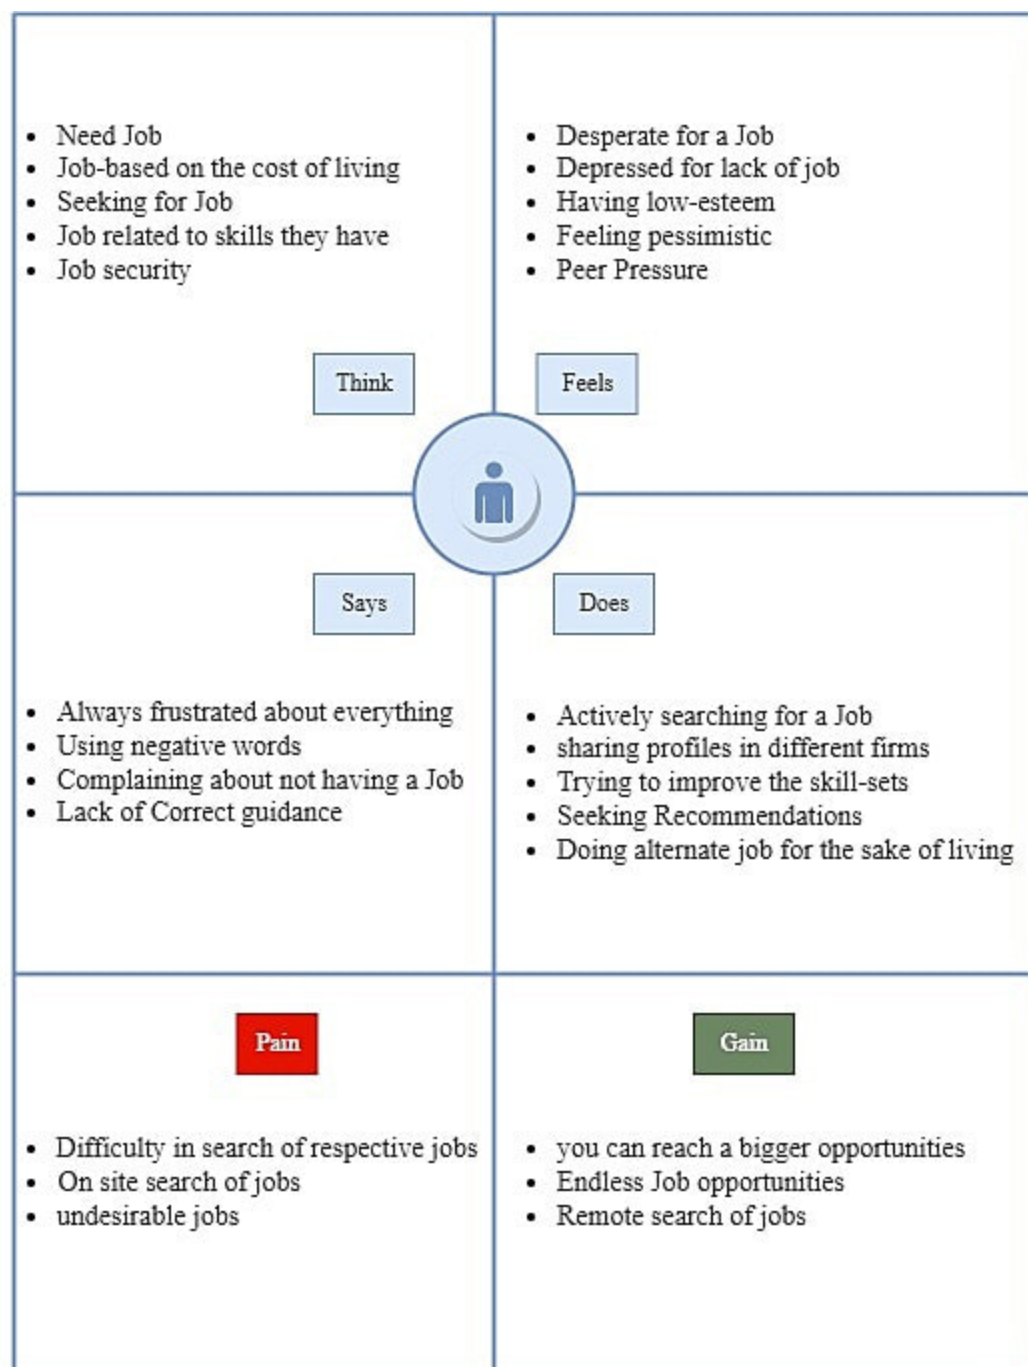 Need Job
Job-based on the cost of living
Seeking for Job
Job related to skills they have
Job security
Desperate for a Job
Depressed for lack of job
Having low-esteem
Feeling pessimistic
Peer Pressure
Think
Feels
Says
Does
Always frustrated about everything
Using negative words
Complaining about not having a Job
Lack of Correct guidance
Actively searching for a Job
sharing profiles in different firms
Trying to improve the skill-sets
Seeking Recommendations
Doing alternate job for the sake of living
Pain
Gain
Difficulty in search of respective jobs
On site search of jobs
undesirable jobs
you can reach a bigger opportunities
Endless Job opportunities
Remote search of jobs